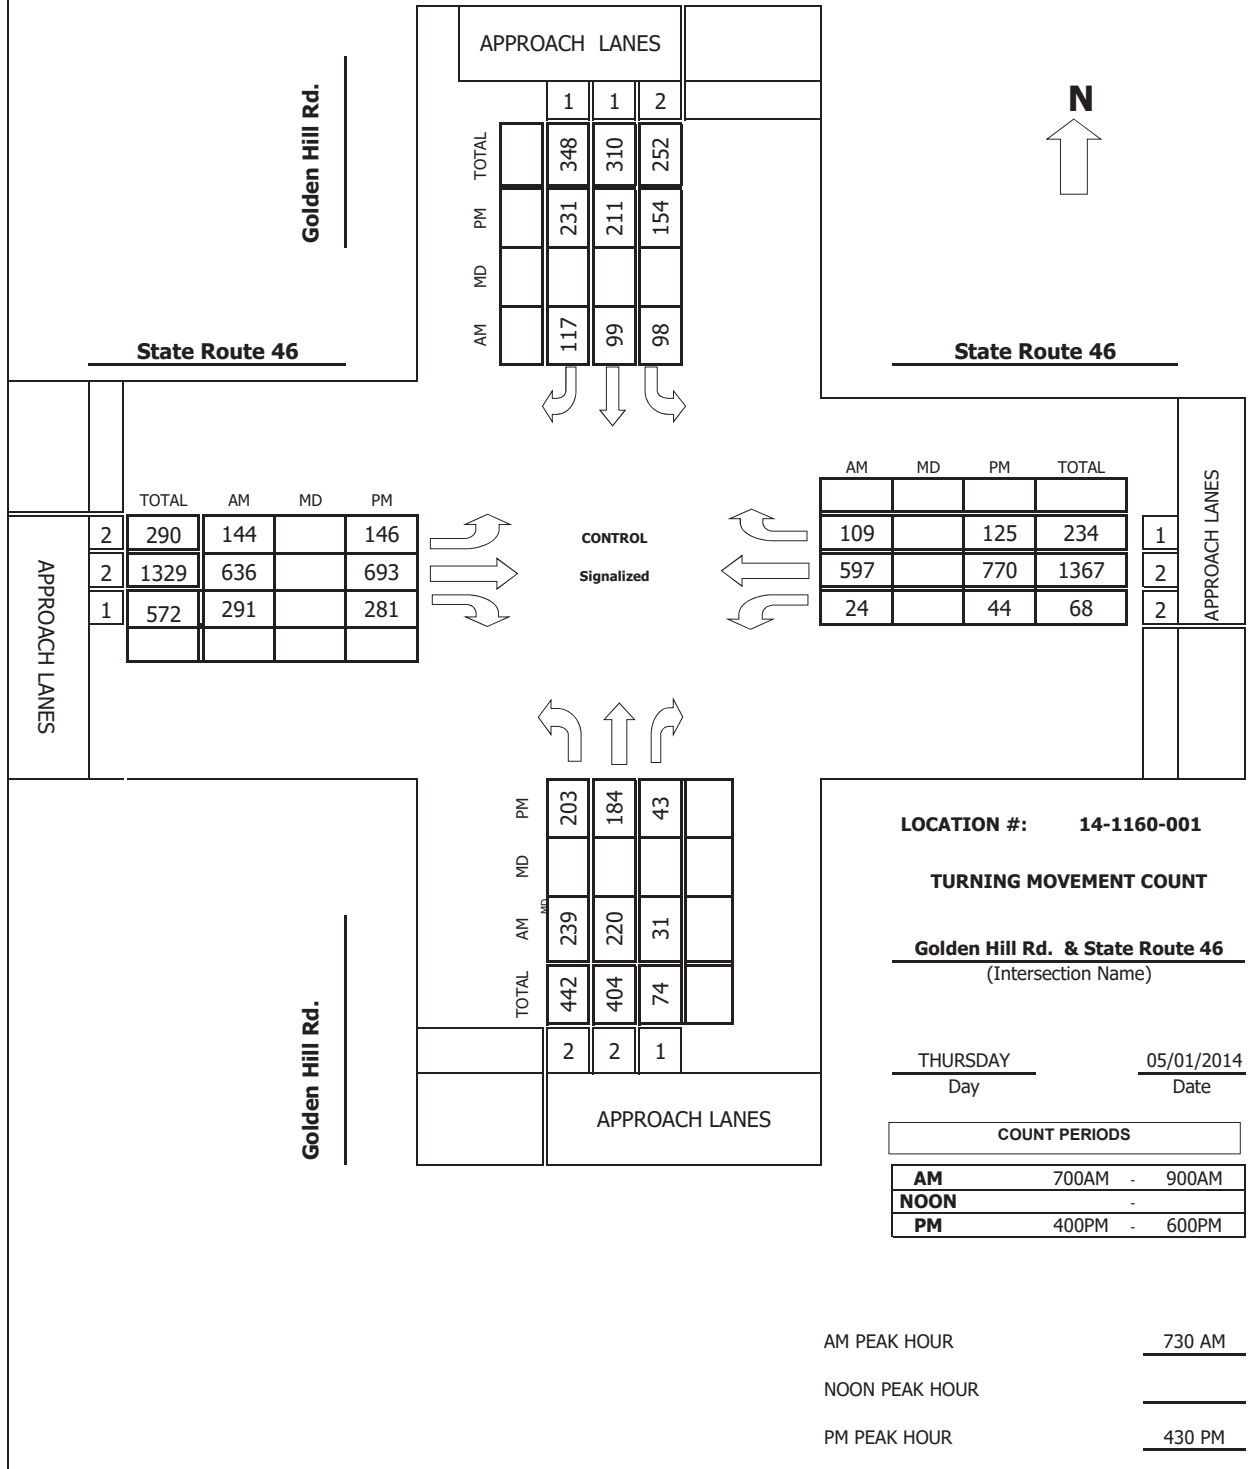 APPROACH LANES
1 1 2
Golden Hill Rd.
N
TOTAL 348 310 252
PM 231 211 154
MD
AM 117 99 98
State Route 46
State Route 46
TOTAL AM MD PM
2 290 144 146
2 1329 636 693
1 572 291 281
APPROACH LANES
CONTROL
Signalized
AM MD PM TOTAL
109 125 234 1
597 770 1367 2
24 44 68 2
APPROACH LANES
PM 203 184 43
MD
MD
AM 239 220 31
TOTAL 442 404 74
2 2 1
APPROACH LANES
Golden Hill Rd.
LOCATION #: 14-1160-001
TURNING MOVEMENT COUNT
Golden Hill Rd. & State Route 46
(Intersection Name)
THURSDAY 05/01/2014
Day Date
COUNT PERIODS
AM 700AM - 900AM
NOON -
PM 400PM - 600PM
AM PEAK HOUR 730 AM
NOON PEAK HOUR
PM PEAK HOUR 430 PM